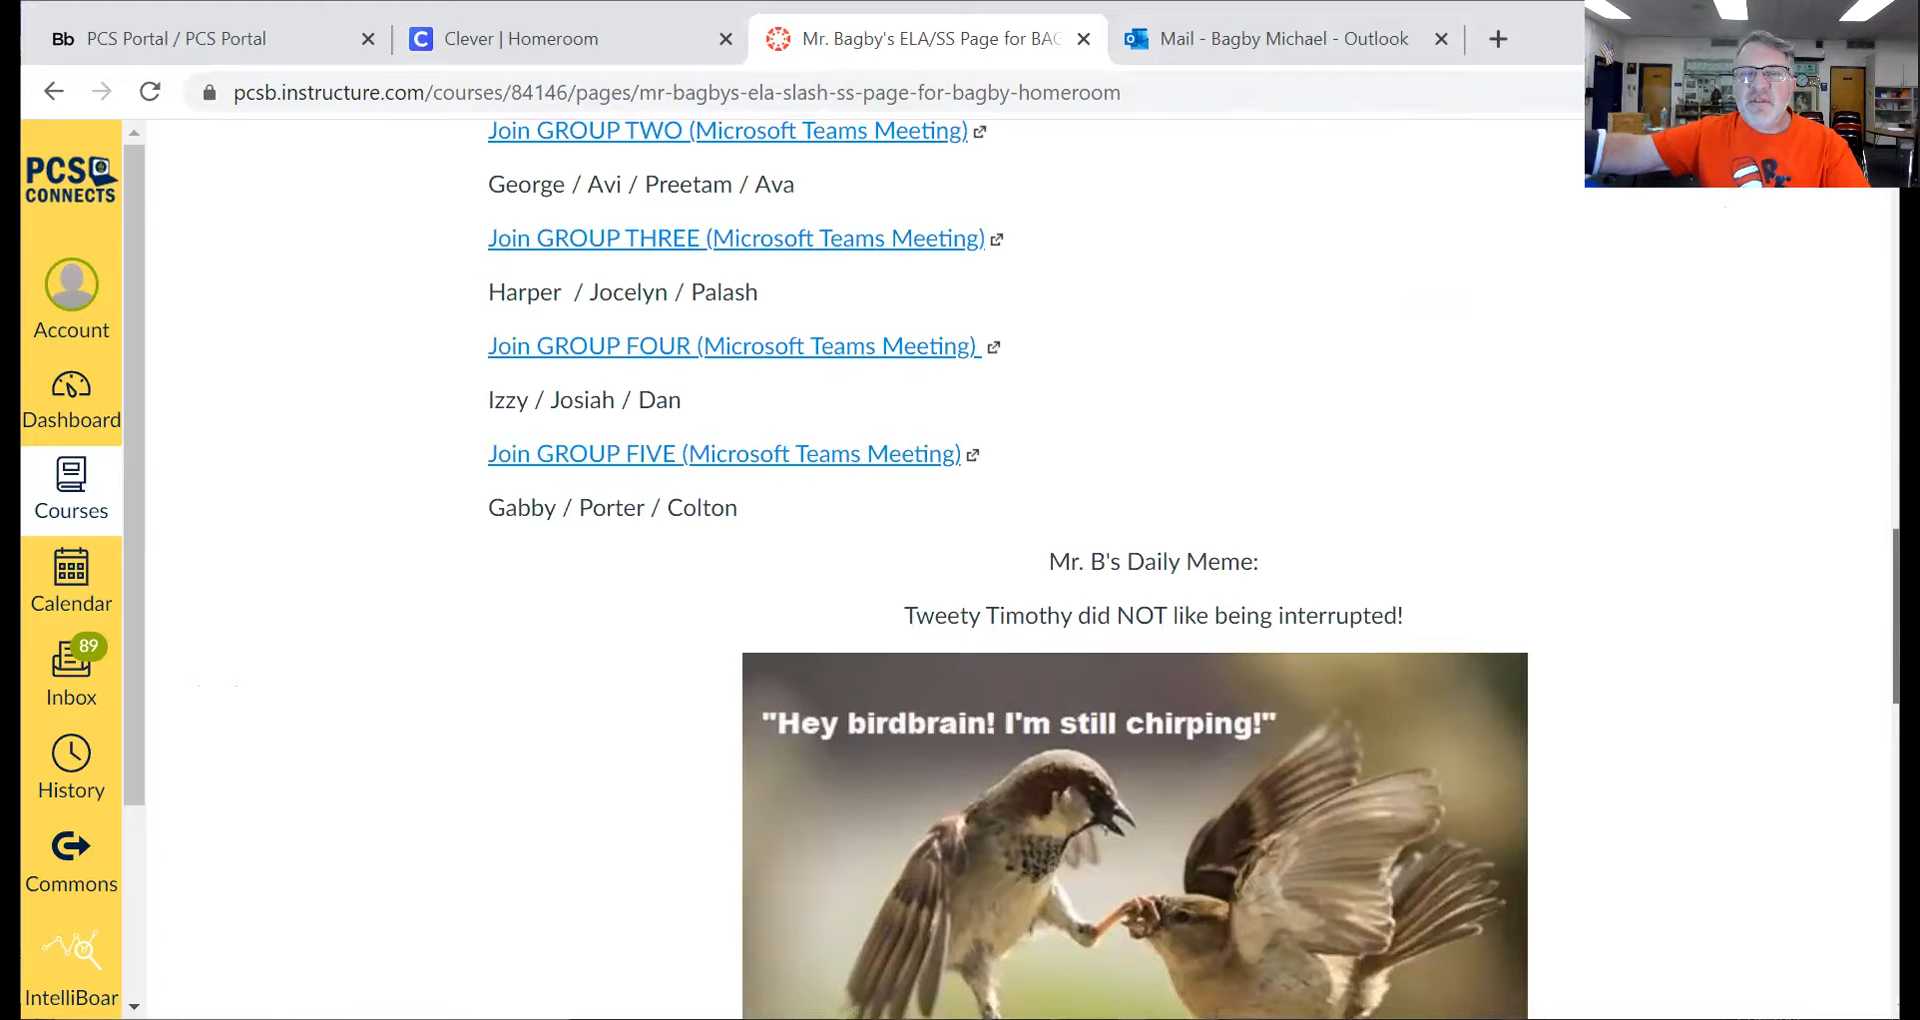 Bb PCS Portal / PCS Portal
C Clever | Homeroom
Mr. Bagby's ELA/SS Page for BAG
Mail - Bagby Michael - Outlook
pcsb.instructure.com/courses/84146/pages/mr-bagbys-ela-slash-ss-page-for-bagby-homeroom
PCS
CONNECTS
Account
Dashboard
Courses
Calendar
89
Inbox
History
Commons
IntelliBoar
Join GROUP TWO (Microsoft Teams Meeting)
George / Avi / Preetam / Ava
Join GROUP THREE (Microsoft Teams Meeting)
Harper / Jocelyn / Palash
Join GROUP FOUR (Microsoft Teams Meeting)
Izzy / Josiah / Dan
Join GROUP FIVE (Microsoft Teams Meeting)
Gabby / Porter / Colton
Mr. B's Daily Meme:
Tweety Timothy did NOT like being interrupted!
"Hey birdbrain! I'm still chirping!"